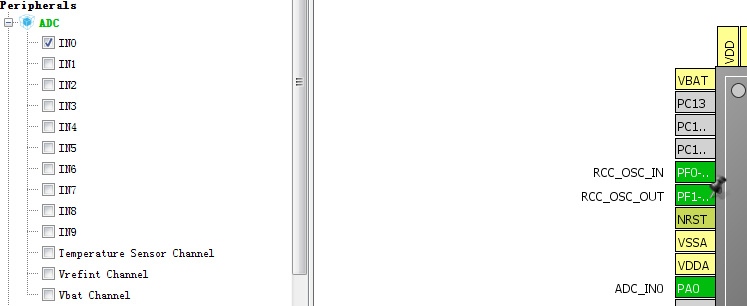 Peripherals
ADC
IN0
IN1
IN2
IN3
IN4
IN5
IN6
IN7
IN8
IN9
Temperature Sensor Channel
Vrefint Channel
Vbat Channel
VDD
VBAT
PC13
PC1..
PC1..
RCC_OSC_IN PF0-..
RCC_OSC_OUT PF1-..
NRST
VSSA
VDDA
ADC_IN0 PA0